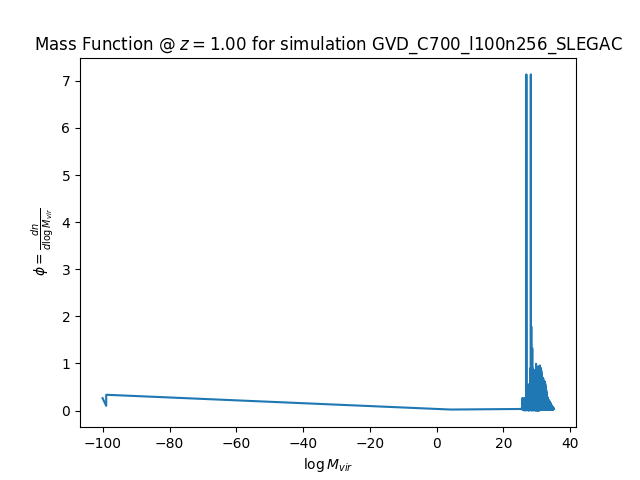 Mass Function @ z = 1.00 for simulation GVD_C700_l100n256_SLEGAC
7
6
5
4
3
2
1
0
ϕ = dn/dlog M_vir
−100 −80 −60 −40 −20 0 20 40
log M_vir